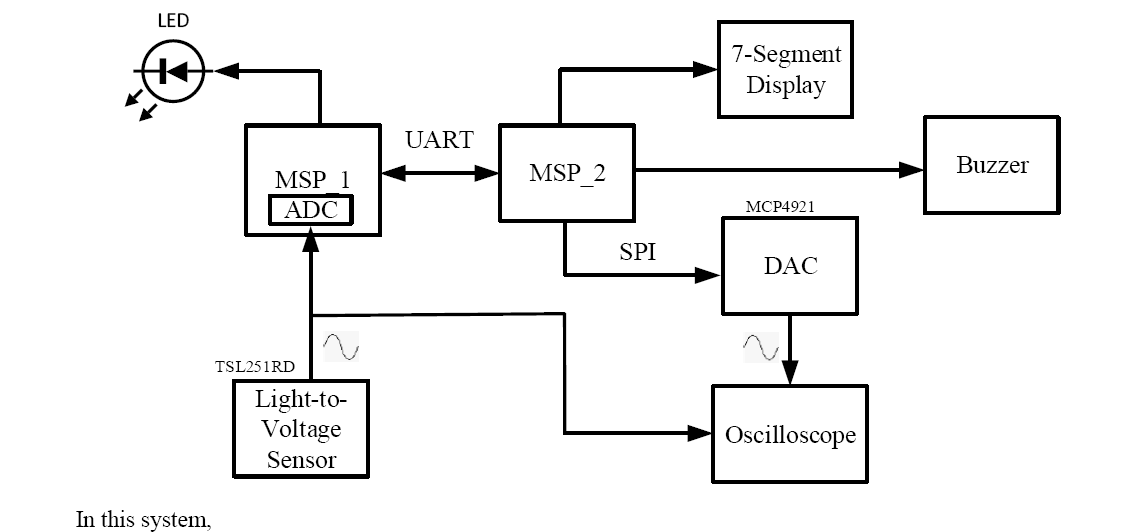 LED
7-Segment
Display
UART
MSP_1
ADC
MSP_2
Buzzer
MCP4921
SPI
DAC
TSL251RD
Light-to-
Voltage
Sensor
Oscilloscope
In this system,